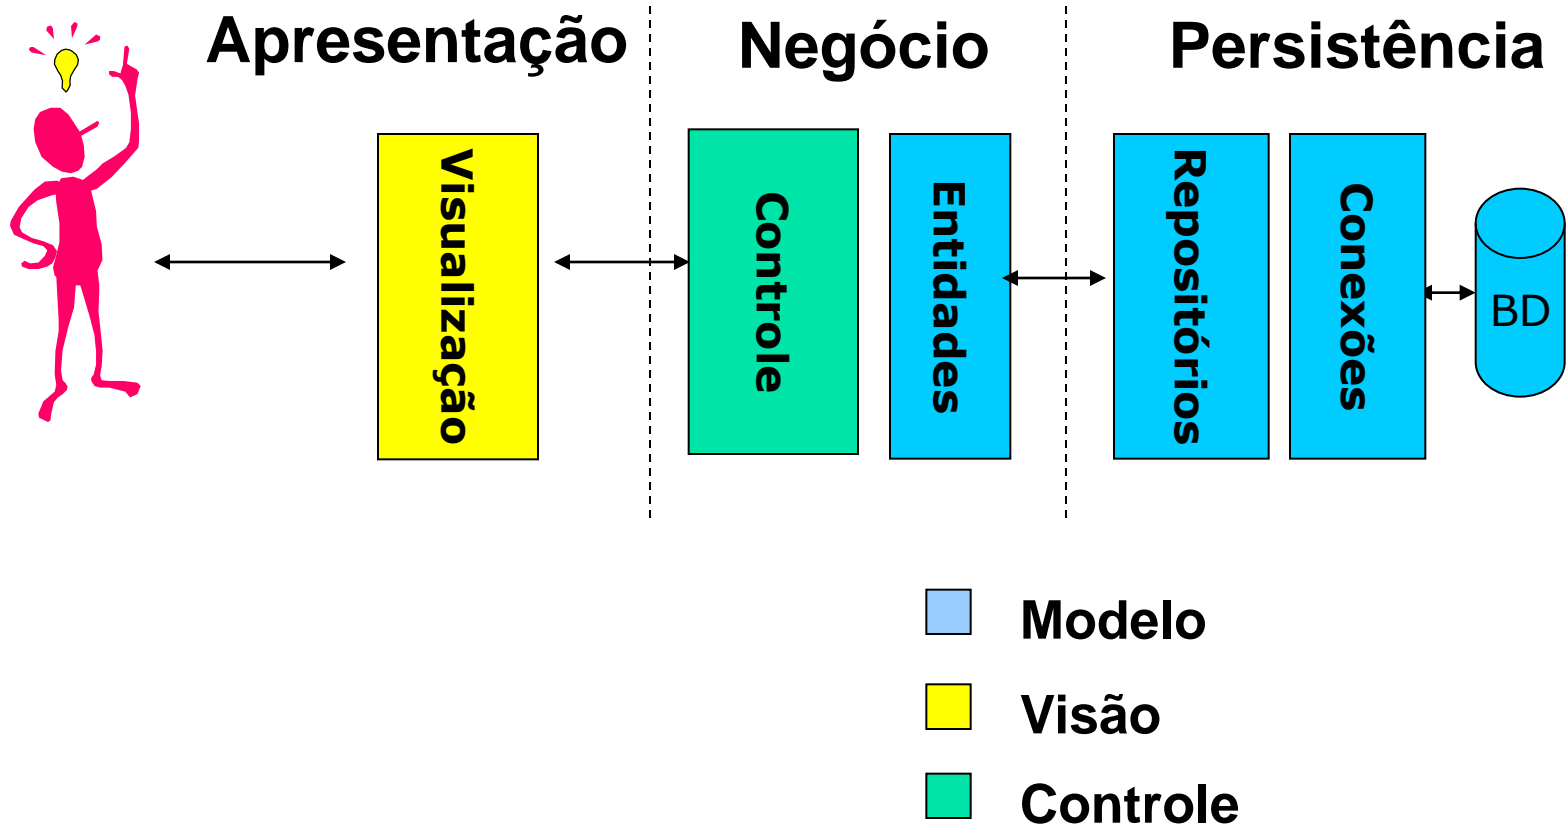 Apresentação
Negócio
Persistência
Visualização
Controle
Entidades
Repositórios
Conexões
BD
Modelo
Visão
Controle